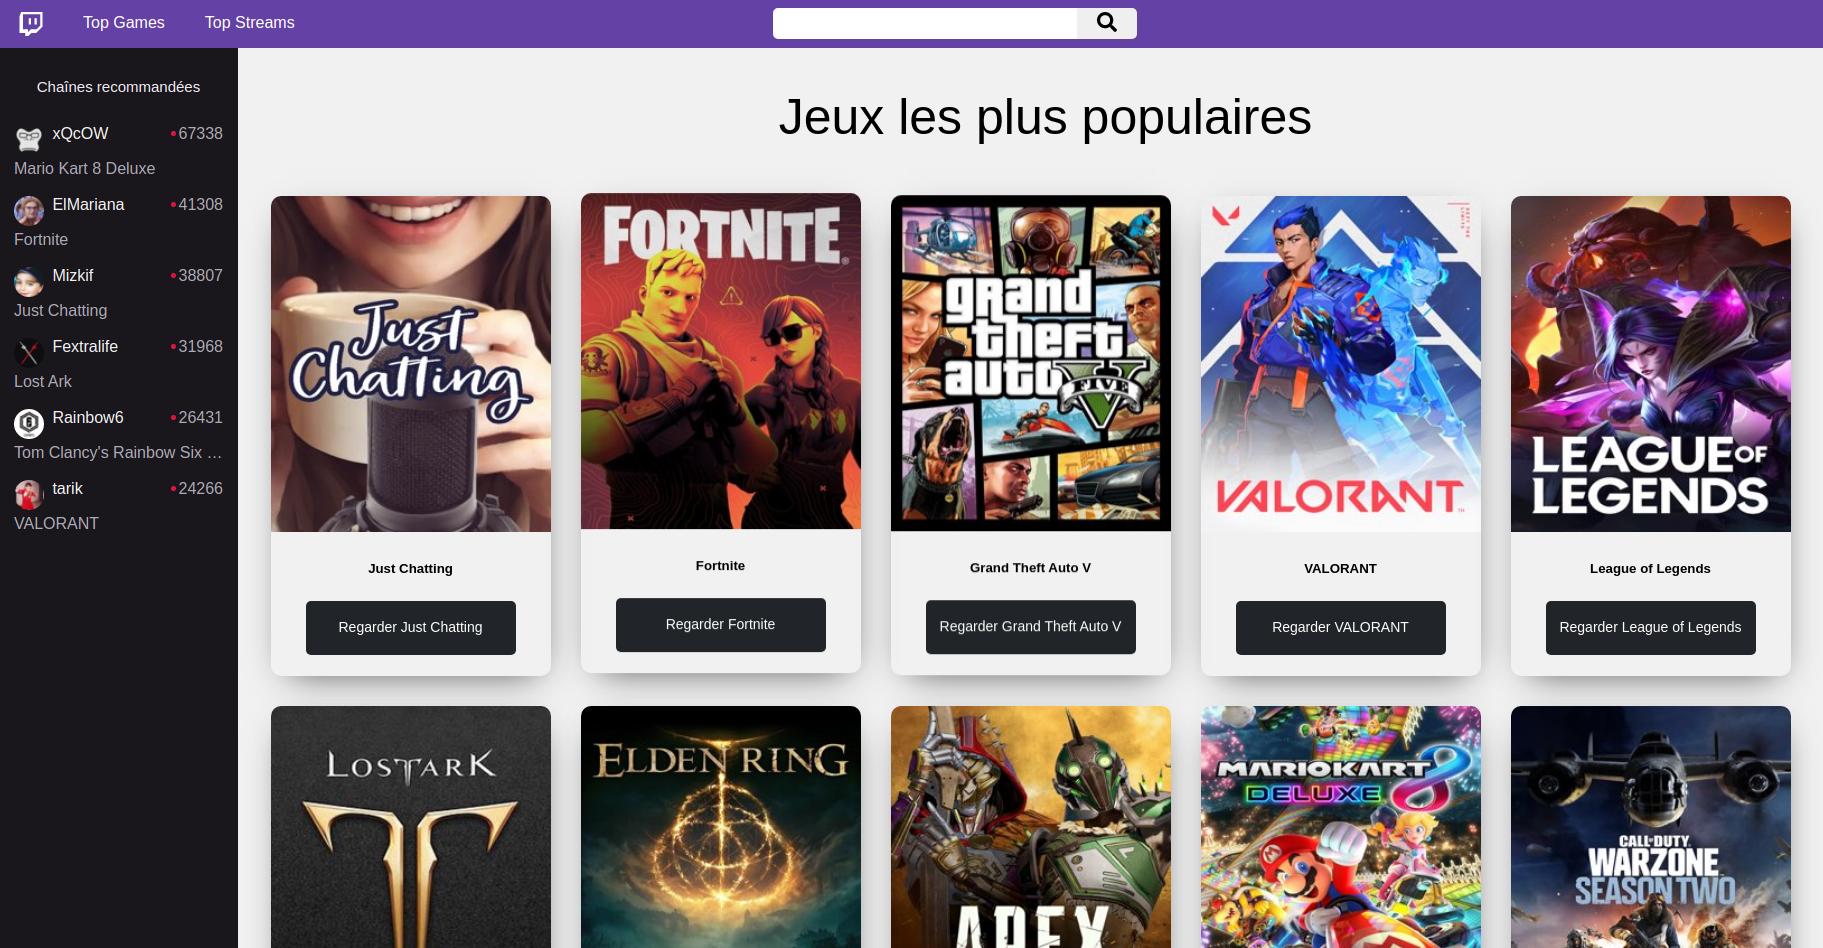 Top Games
Top Streams
Chaînes recommandées
xQcOW
67338
Mario Kart 8 Deluxe
ElMariana
41308
Fortnite
Mizkif
38807
Just Chatting
Fextralife
31968
Lost Ark
Rainbow6
26431
Tom Clancy's Rainbow Six …
tarik
24266
VALORANT
Jeux les plus populaires
Just
Chatting
FORTNITE
grand
theft
auto
FIVE
V
VALORANT
LEAGUE OF
LEGENDS
Just Chatting
Fortnite
Grand Theft Auto V
VALORANT
League of Legends
Regarder Just Chatting
Regarder Fortnite
Regarder Grand Theft Auto V
Regarder VALORANT
Regarder League of Legends
LOST ARK
ELDEN RING
APEX
MARIOKART 8
DELUXE
CALL OF DUTY
WARZONE
SEASON TWO